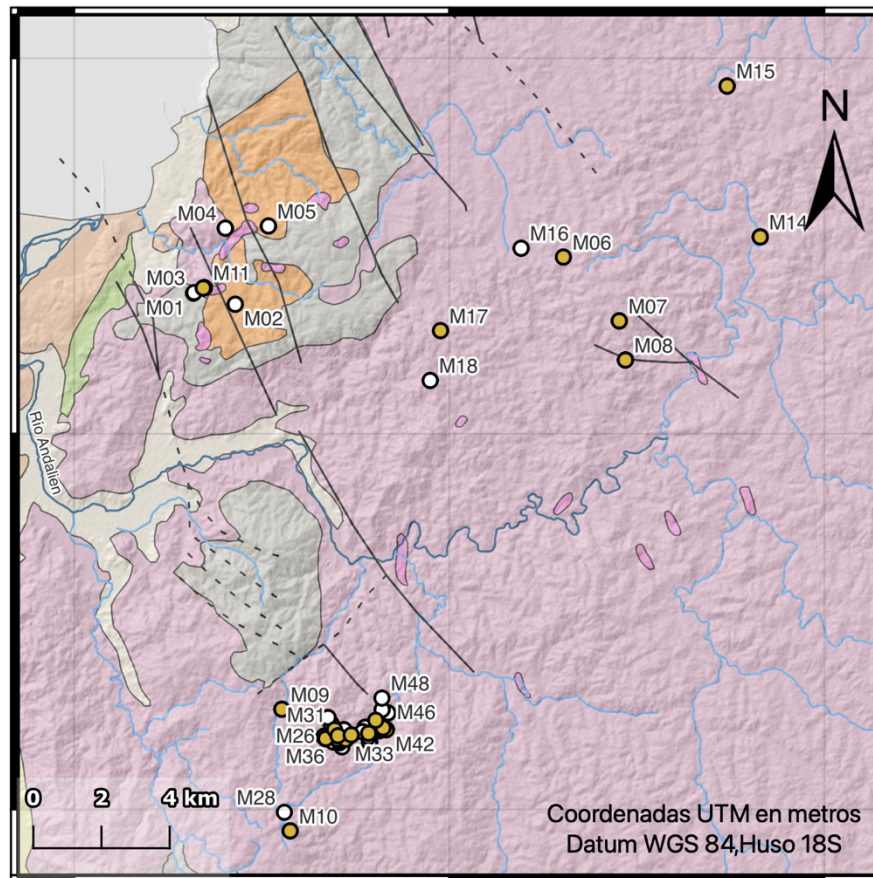 M15
N
M04
M05
M16
M06
M14
M03
M11
M01
M02
M07
M17
M08
M18
Río Andalien
M48
M09
M31
M46
M26
M42
M33
M36
0 2 4 km
M28
M10
Coordenadas UTM en metros
Datum WGS 84,Huso 18S